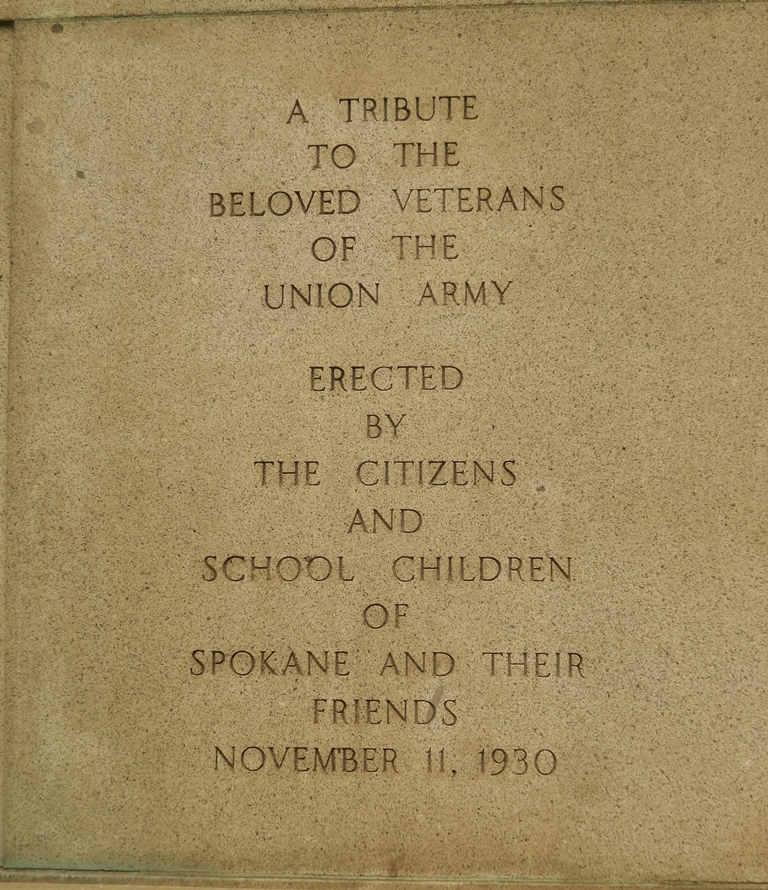 A TRIBUTE
TO THE
BELOVED VETERANS
OF THE
UNION ARMY
ERECTED
BY
THE CITIZENS
AND
SCHOOL CHILDREN
OF
SPOKANE AND THEIR
FRIENDS
NOVEMBER 11, 1930